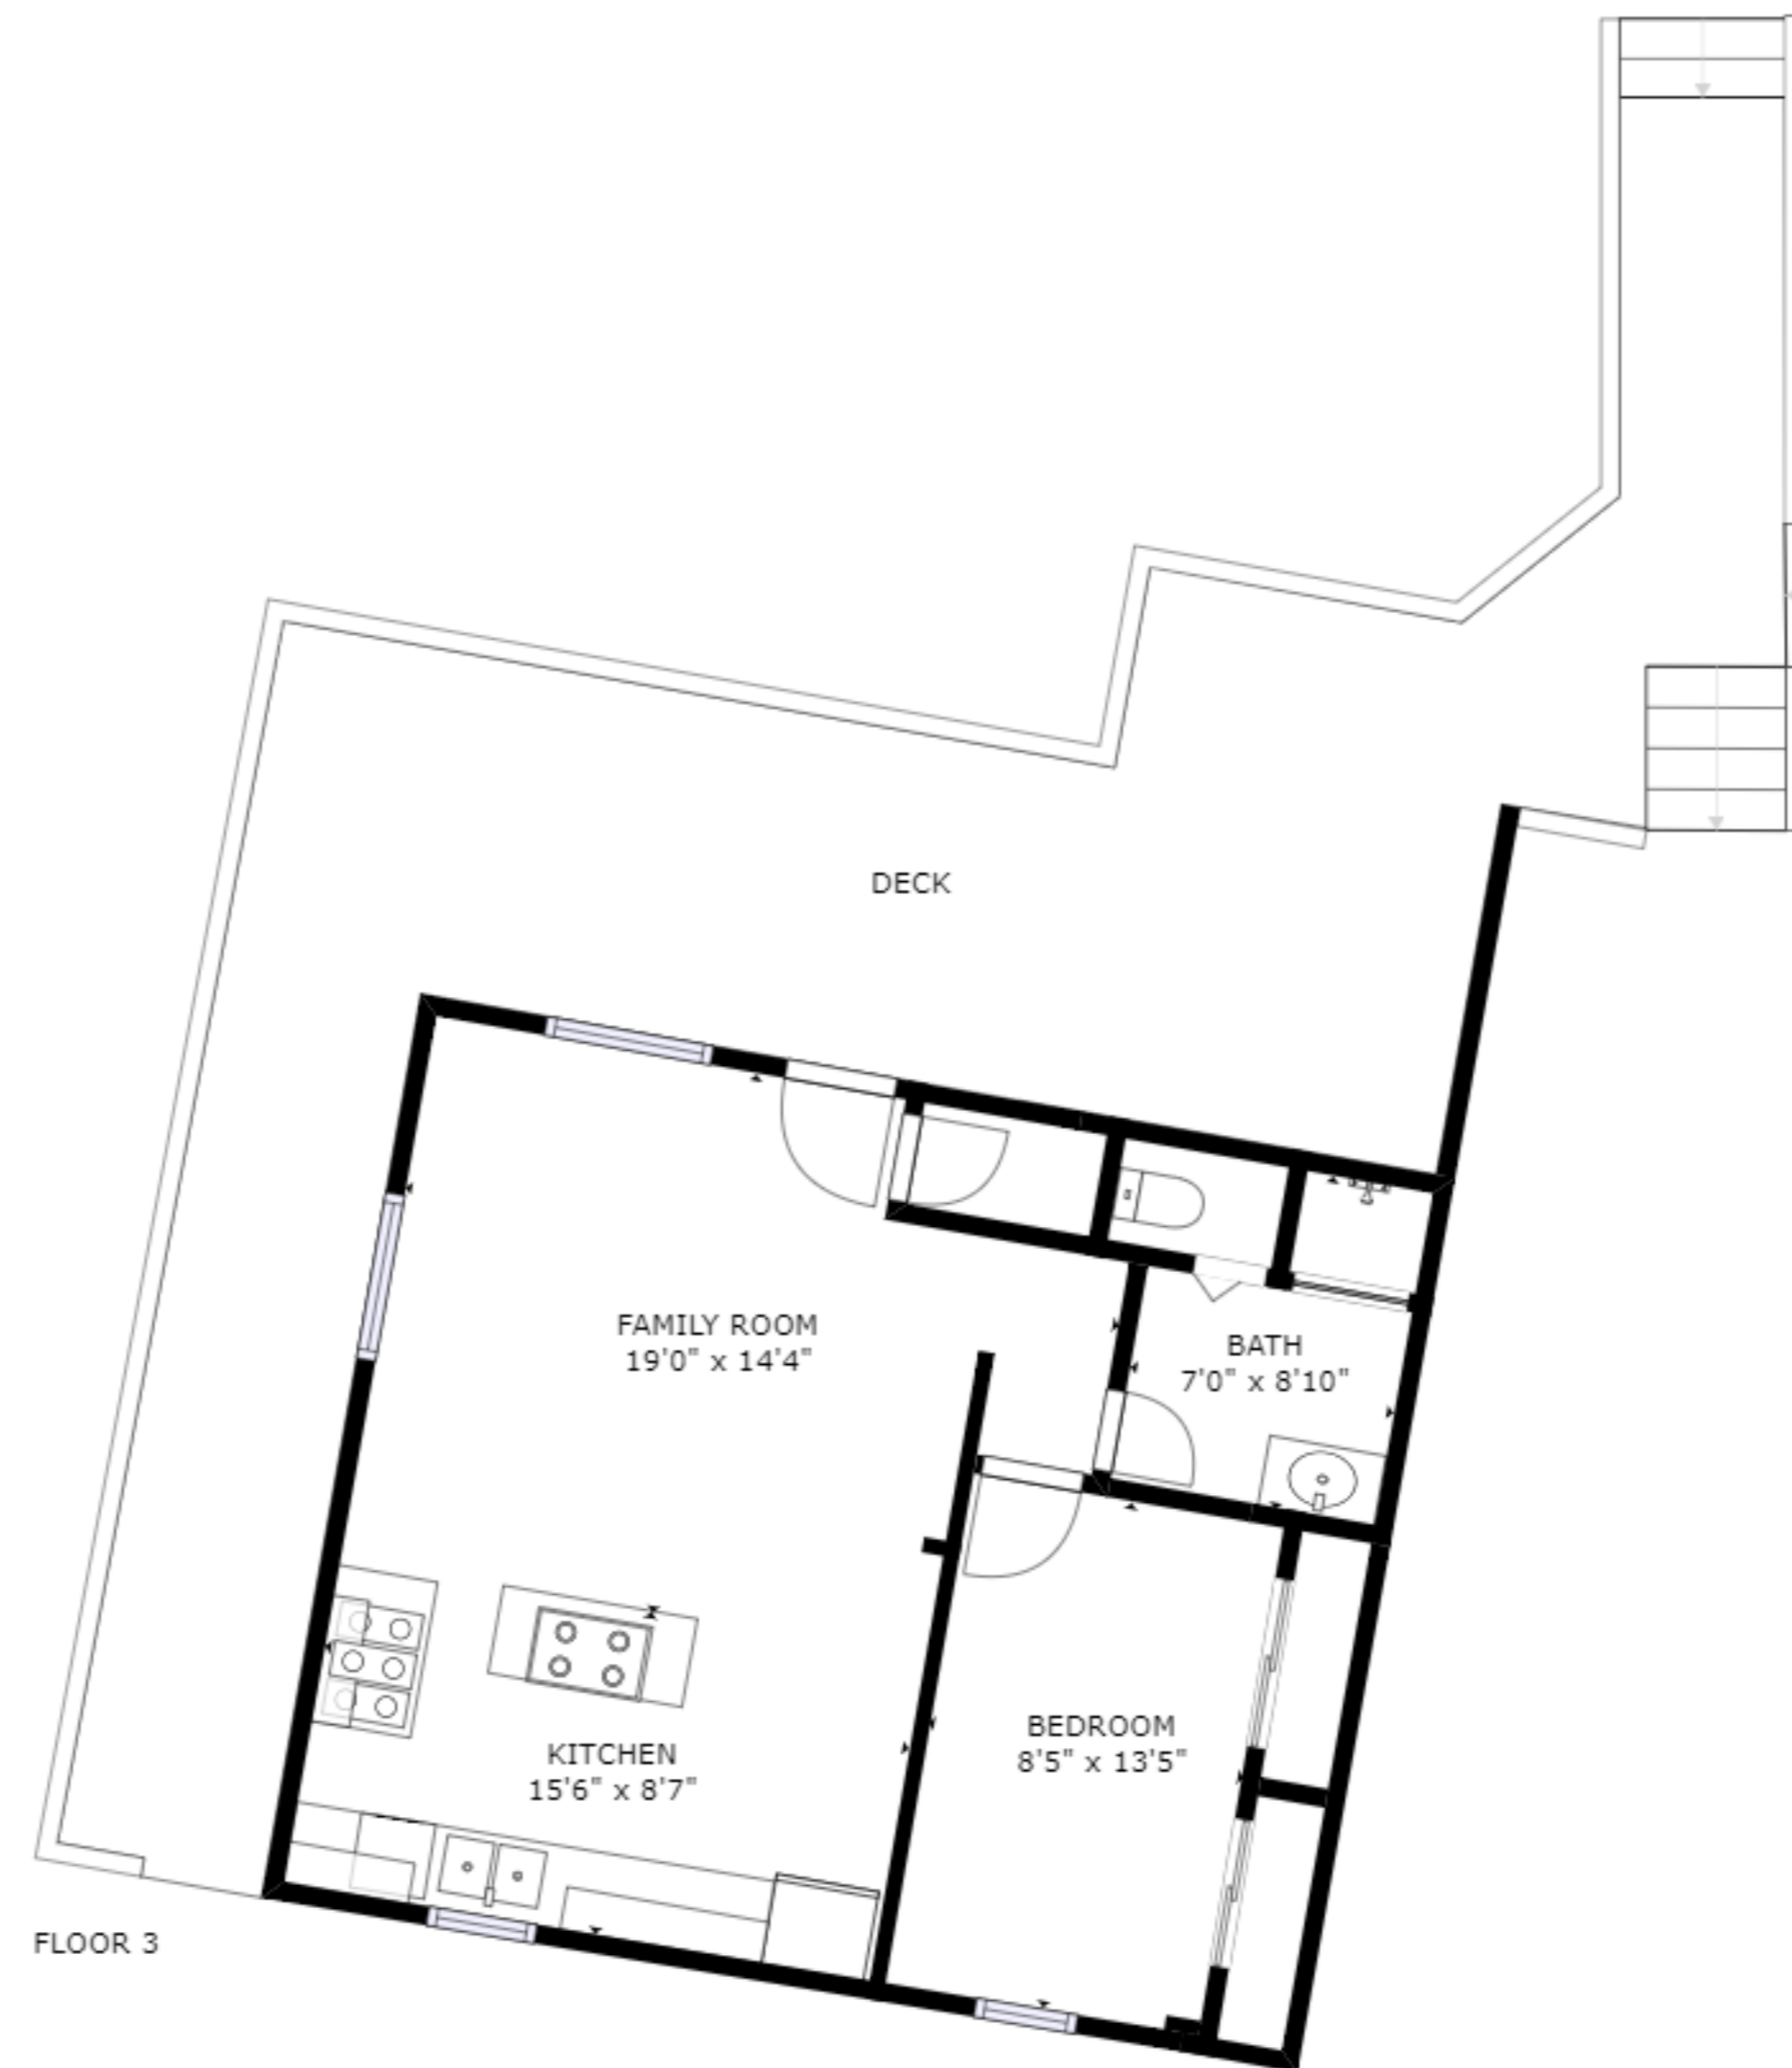 DECK
FAMILY ROOM
19'0" x 14'4"
BATH
7'0" x 8'10"
BEDROOM
8'5" x 13'5"
KITCHEN
15'6" x 8'7"
FLOOR 3